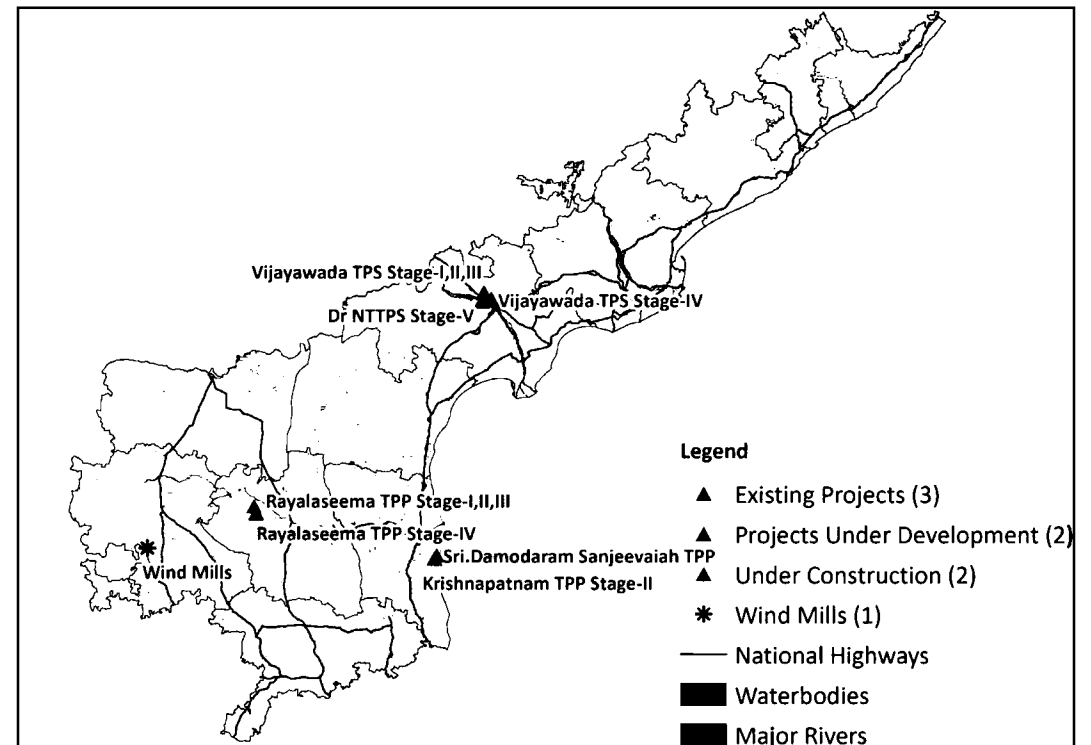 Vijayawada TPS Stage-I,II,III
Vijayawada TPS Stage-IV
Dr NTTPS Stage-V
Rayalaseema TPP Stage-I,II,III
Rayalaseema TPP Stage-IV
Sri.Damodaram Sanjeevaiah TPP
Krishnapatnam TPP Stage-II
Wind Mills
Legend
Existing Projects (3)
Projects Under Development (2)
Under Construction (2)
Wind Mills (1)
National Highways
Waterbodies
Major Rivers